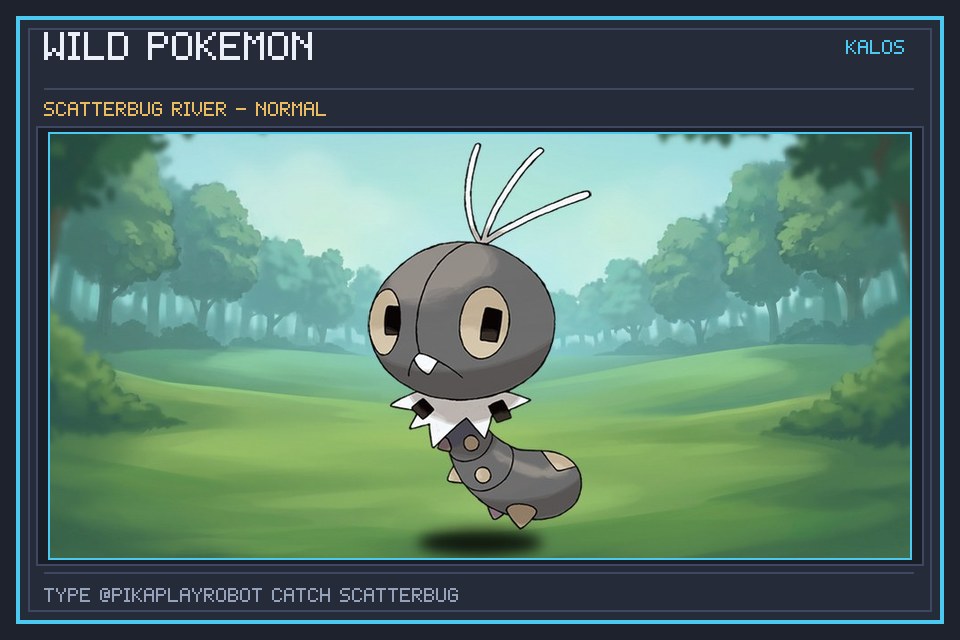 WILD POKEMON
KALOS
SCATTERBUG RIVER - NORMAL
TYPE @PIKAPLAYROBOT CATCH SCATTERBUG